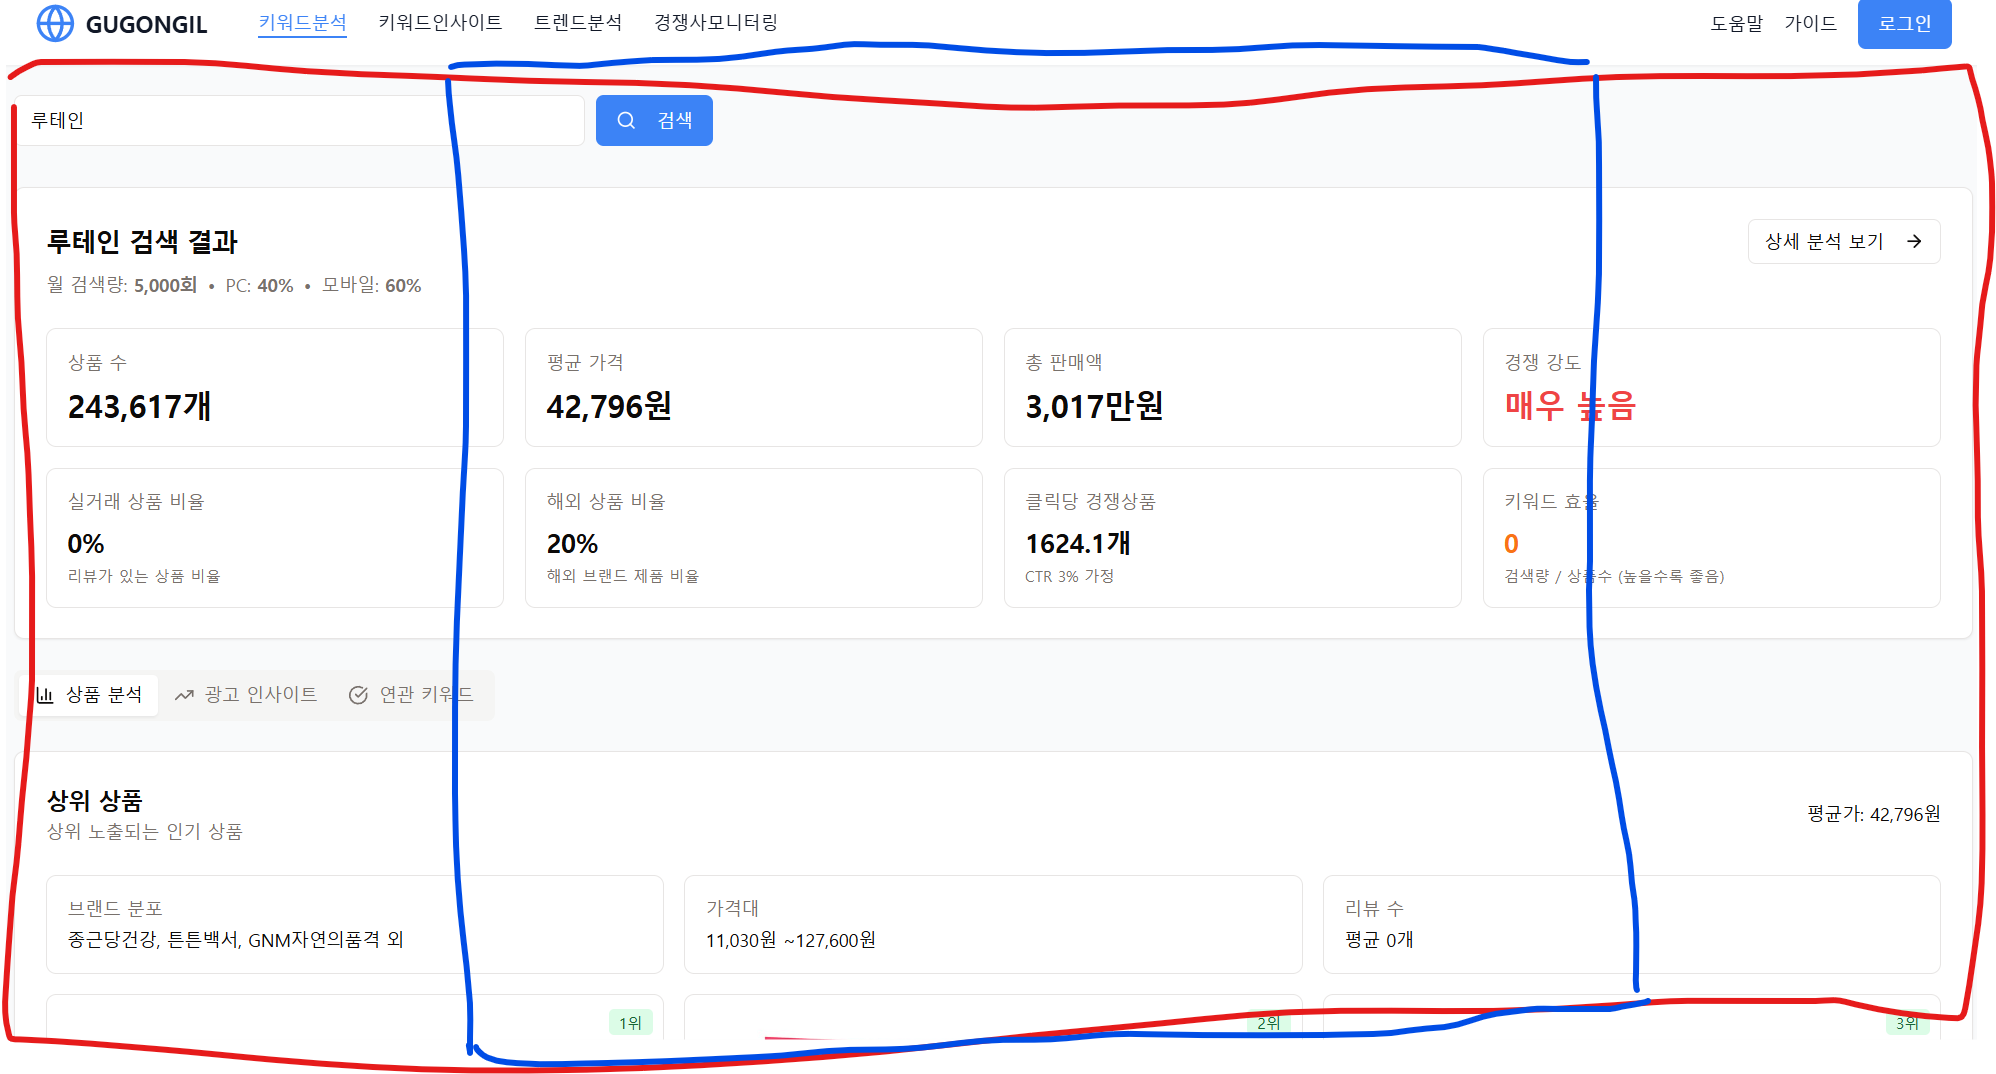 GUGONGIL 키워드분석 키워드인사이트 트렌드분석 경쟁사모니터링 도움말 가이드 로그인
루테인 검색
루테인 검색 결과 상세 분석 보기
월 검색량: 5,000회 • PC: 40% • 모바일: 60%
상품 수 평균 가격 총 판매액 경쟁 강도
243,617개 42,796원 3,017만원 매우 높음
실거래 상품 비율 해외 상품 비율 클릭당 경쟁상품 키워드 효율
0% 20% 1624.1개 0
리뷰가 있는 상품 비율 해외 브랜드 제품 비율 CTR 3% 가정 검색량 / 상품수 (높을수록 좋음)
상품 분석 광고 인사이트 연관 키워드
상위 상품
상위 노출되는 인기 상품 평균가: 42,796원
브랜드 분포 가격대 리뷰 수
종근당건강, 튼튼백서, GNM자연의품격 외 11,030원 ~127,600원 평균 0개
1위 2위 3위